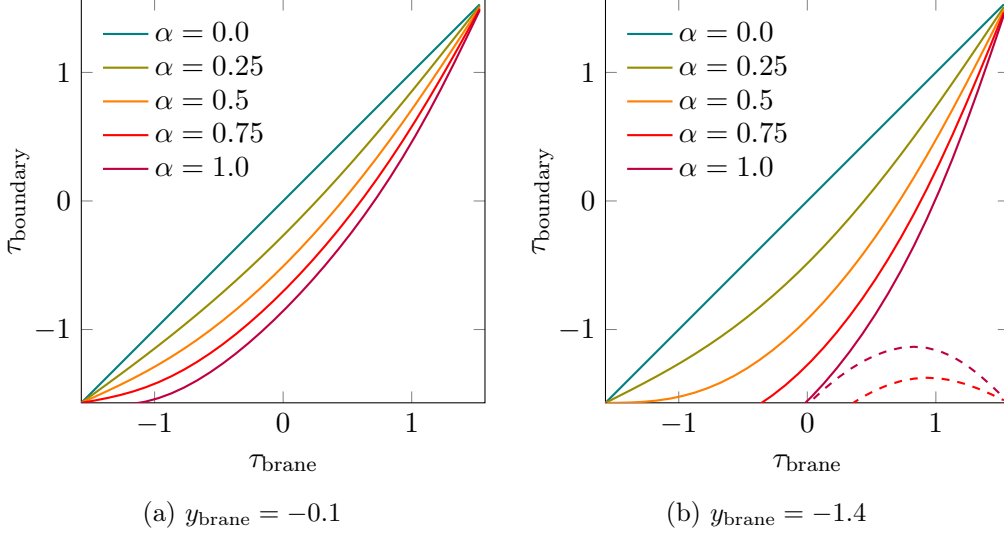 α = 0.0
α = 0.25
α = 0.5
α = 0.75
α = 1.0
1
0
−1
−1
0
1
τboundary
τbrane
(a) ybrane = −0.1
α = 0.0
α = 0.25
α = 0.5
α = 0.75
α = 1.0
1
0
−1
−1
0
1
τboundary
τbrane
(b) ybrane = −1.4